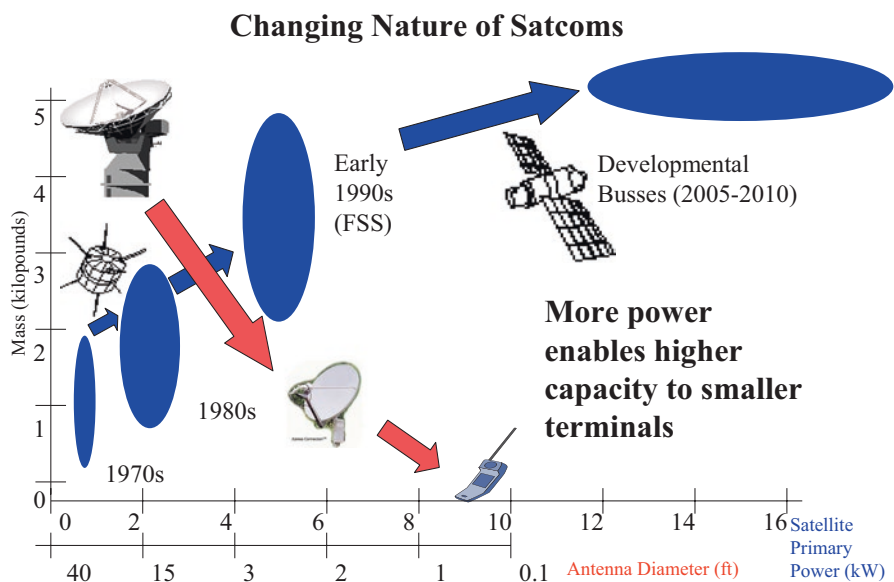 Changing Nature of Satcoms
5
4
3
2
1
0
Mass (kilopounds)
Early
1990s
(FSS)
Developmental
Busses (2005-2010)
More power
enables higher
capacity to smaller
terminals
1980s
1970s
0 2 4 6 8 10 12 14 16
Satellite
Primary
Power (kW)
40 15 3 2 1 0.1
Antenna Diameter (ft)